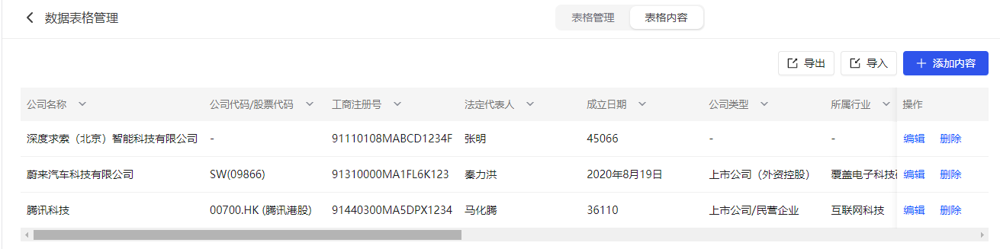 数据表格管理 表格管理 表格内容
导出 导入 添加内容
公司名称 公司代码/股票代码 工商注册号 法定代表人 成立日期 公司类型 所属行业 操作
深度求索（北京）智能科技有限公司 - 91110108MABCD1234F 张明 45066 - - 编辑 删除
蔚来汽车科技有限公司 SW(09866) 91310000MA1FL6K123 秦力洪 2020年8月19日 上市公司（外资控股） 覆盖电子科技 编辑 删除
腾讯科技 00700.HK (腾讯港股) 91440300MA5DPX1234 马化腾 36110 上市公司/民营企业 互联网科技 编辑 删除